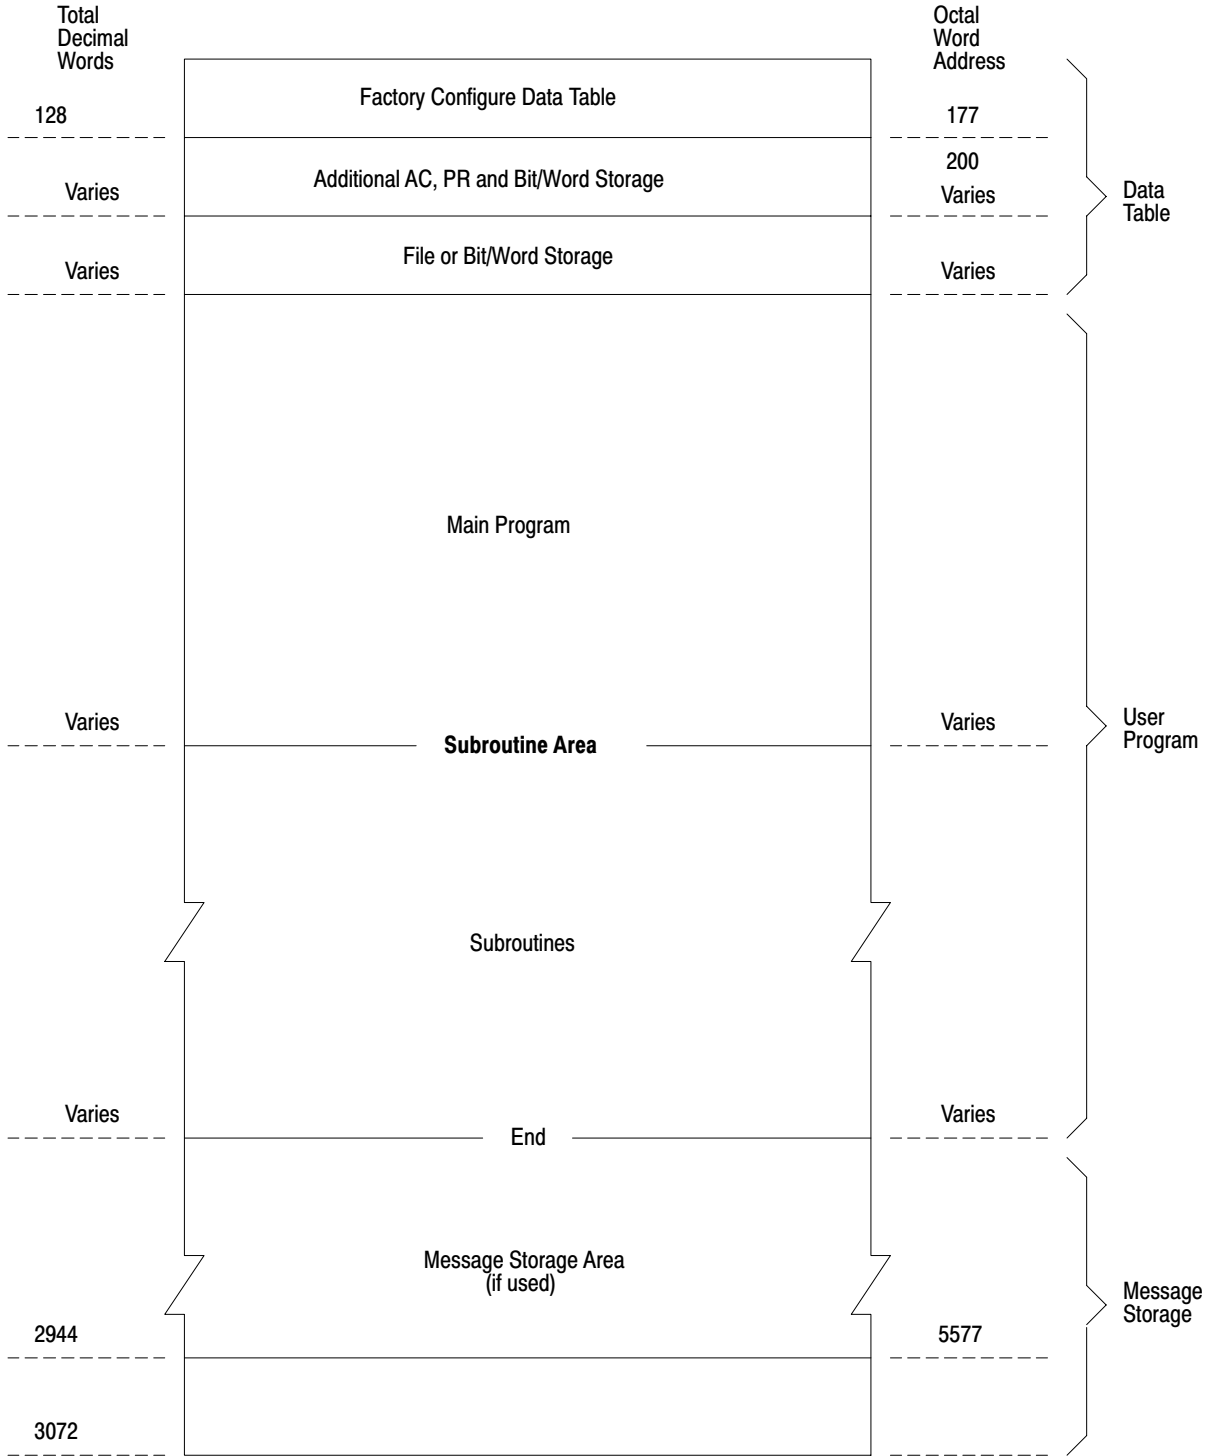 Total
Decimal
Words
Octal
Word
Address
Factory Configure Data Table
128
177
200
Additional AC, PR and Bit/Word Storage
Varies
Varies
Data
Table
File or Bit/Word Storage
Varies
Varies
Main Program
Varies
Varies
User
Program
Subroutine Area
Subroutines
Varies
Varies
End
Message Storage Area
(if used)
Message
Storage
2944
5577
3072